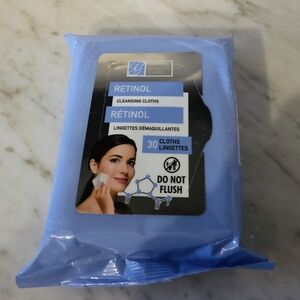 RETINOL
CLEANSING CLOTHS
RÉTINOL
LINGETTES DÉMAQUILLANTES
30 CLOTHS
LINGETTES
DO NOT
FLUSH